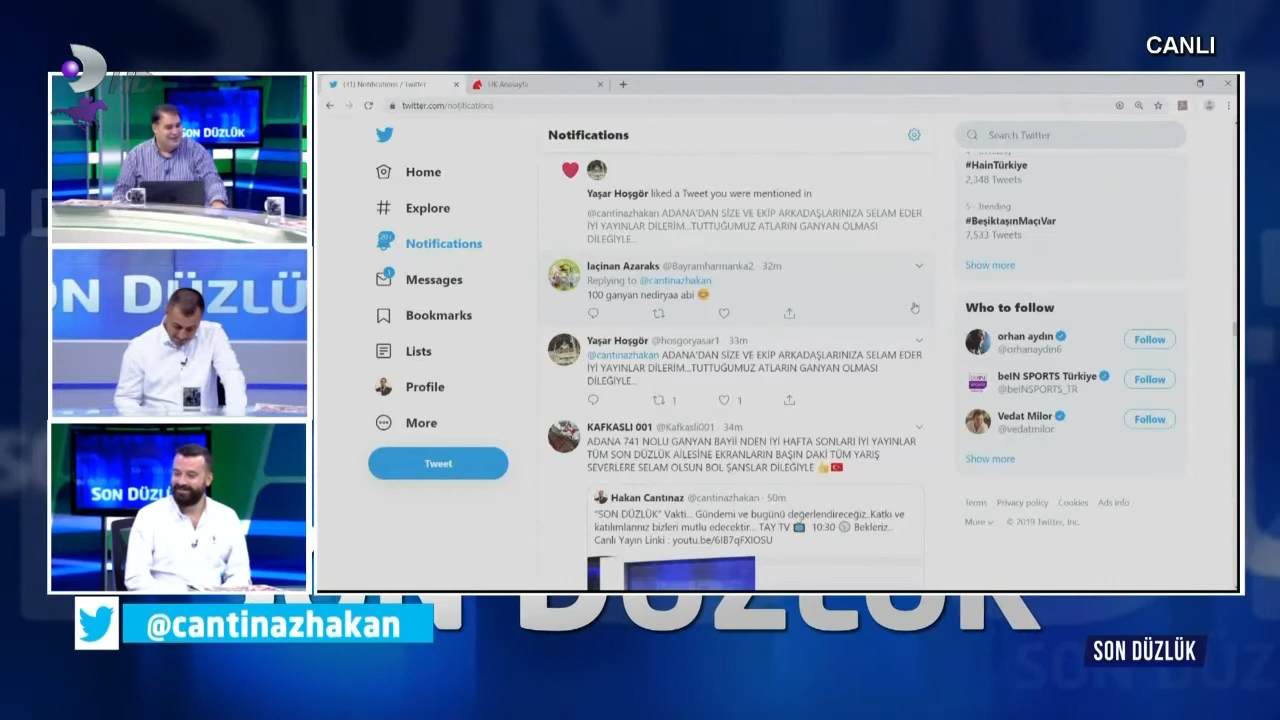 CANLI
HD
SON DÜZLÜK
ON DÜZLÜ
SON DÜZLÜ
(31) Notifications / Twitter
twitter.com/notifications
Home
Explore
20+
Notifications
1
Messages
Bookmarks
Lists
Profile
More
Tweet
Notifications
Yaşar Hoşgör liked a Tweet you were mentioned in
@cantinazhakan ADANA'DAN SİZE VE EKİP ARKADAŞLARINIZA SELAM EDER
İYİ YAYINLAR DİLERİM...TUTTUĞUMUZ ATLARIN GANYAN OLMASI
DİLEĞİYLE...
laçinan Azaraks @Bayramharmanka2 · 32m
Replying to @cantinazhakan
100 ganyan nediryaa abi 😊
Yaşar Hoşgör @hosgoryasar1 · 33m
@cantinazhakan ADANA'DAN SİZE VE EKİP ARKADAŞLARINIZA SELAM EDER
İYİ YAYINLAR DİLERİM...TUTTUĞUMUZ ATLARIN GANYAN OLMASI
DİLEĞİYLE...
1 1
KAFKASLI 001 @Kafkasli001 · 34m
ADANA 741 NOLU GANYAN BAYİİ NDEN İYİ HAFTA SONLARI İYİ YAYINLAR
TÜM SON DÜZLÜK AİLESİNE EKRANLARIN BAŞIN DAKİ TÜM YARIŞ
SEVERLERE SELAM OLSUN BOL ŞANSLAR DİLEĞİYLE 👍🇹🇷
Hakan Cantınaz @cantinazhakan · 50m
"SON DÜZLÜK" Vakti... Gündemi ve bugünü değerlendireceğiz..Katkı ve
katılımlarınız bizleri mutlu edecektir... TAY TV 📺 10:30 Bekleriz..
Canlı Yayın Linki : youtu.be/6IB7qFXIOSU
Search Twitter
#HainTürkiye
2,348 Tweets
5 · Trending
#BeşiktaşınMaçıVar
7,533 Tweets
Show more
Who to follow
orhan aydın
@orhanaydin6
Follow
beIN SPORTS Türkiye
@beINSPORTS_TR
Follow
Vedat Milor
@vedatmilor
Follow
Show more
Terms Privacy policy Cookies Ads info
More © 2019 Twitter, Inc.
@cantinazhakan
N DÜZLÜK
SON DÜZLÜK